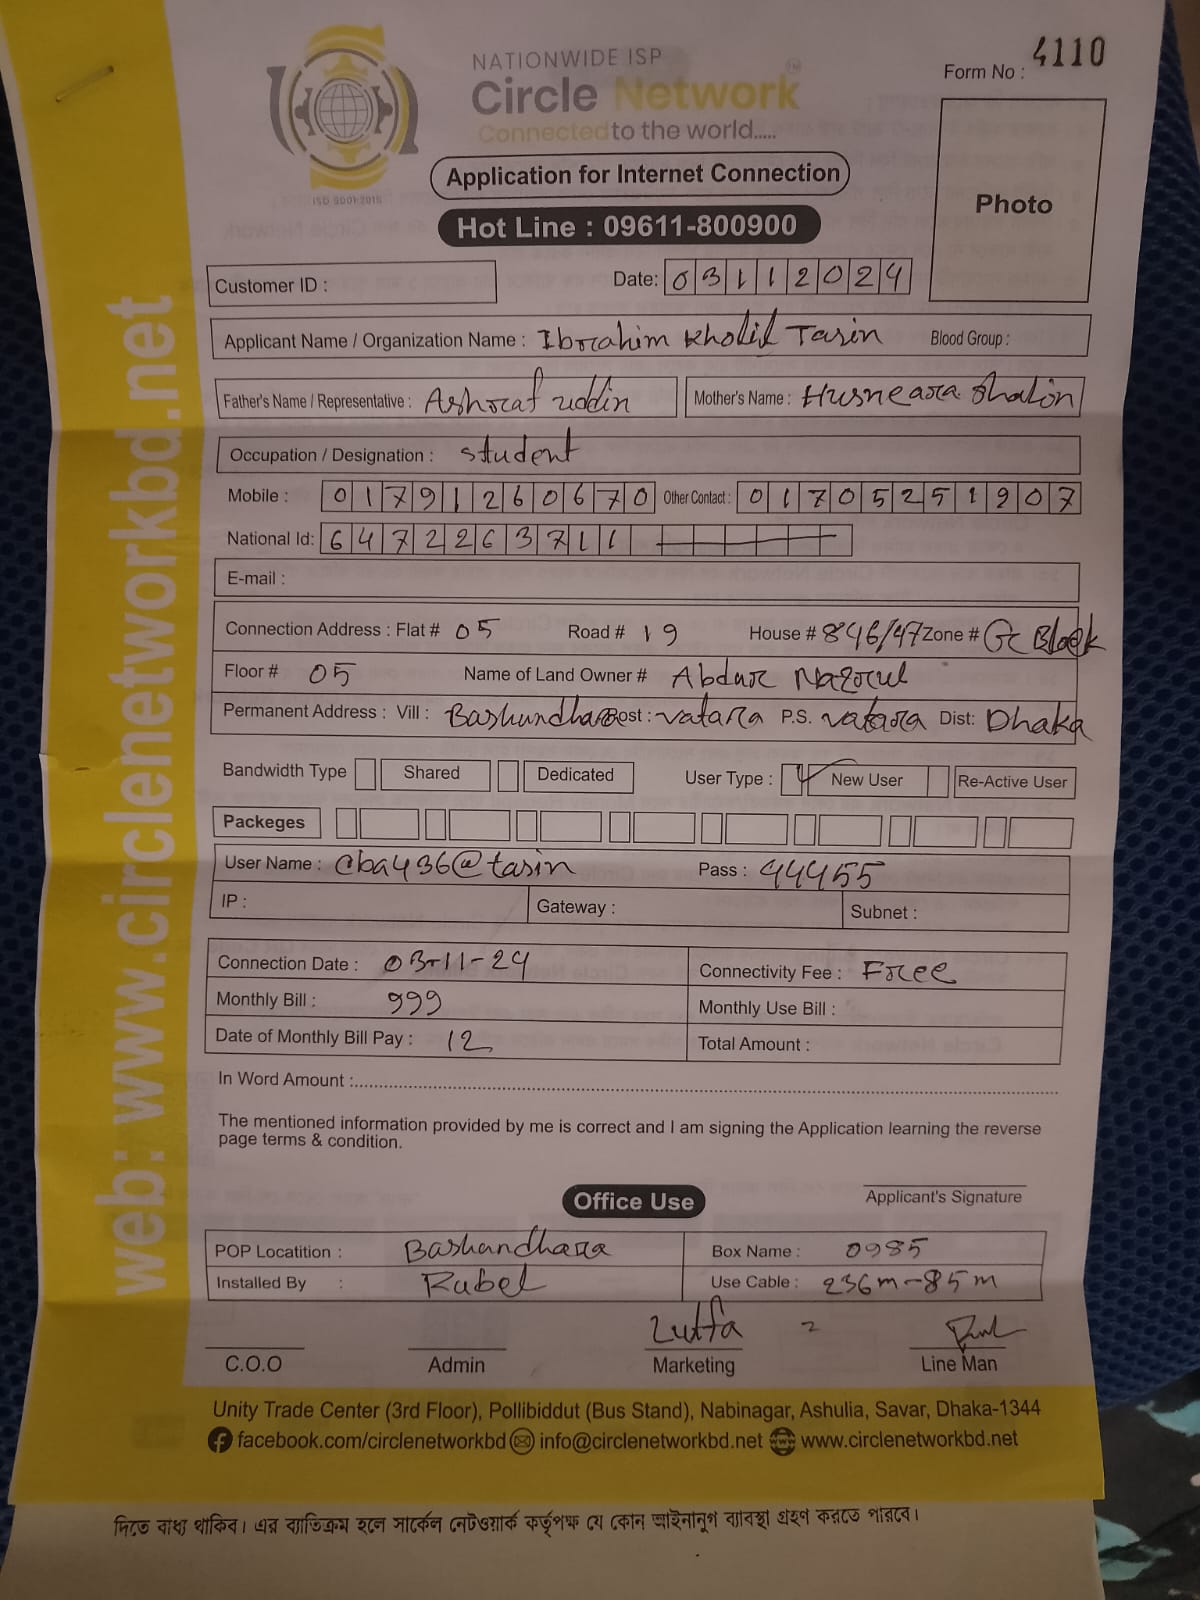 4110
Form No :
NATIONWIDE ISP
Circle Network TM
Connected to the world.....
ISO 9001:2015
Application for Internet Connection
Photo
Hot Line : 09611-800900
Customer ID :
Date: 03112024
Applicant Name / Organization Name : Ibrahim Kholil Tasin Blood Group :
Father's Name / Representative : Ashraf uddin Mother's Name : Husneara Shalin
Occupation / Designation : student
Mobile : 01791260670 Other Contact : 01705251907
National Id: 6472263711
E-mail :
Connection Address : Flat # 05 Road # 19 House # 846/47 Zone # G Block
Floor # 05 Name of Land Owner # Abdur Nazrul
Permanent Address : Vill : Bashundhara Post : vatara P.S. vatara Dist: Dhaka
Bandwidth Type Shared Dedicated User Type : New User Re-Active User
Packeges
User Name : cba436@tasin Pass : 44455
IP : Gateway : Subnet :
Connection Date : 03-11-24 Connectivity Fee : Free
Monthly Bill : 999 Monthly Use Bill :
Date of Monthly Bill Pay : 12 Total Amount :
In Word Amount :
The mentioned information provided by me is correct and I am signing the Application learning the reverse
page terms & condition.
Applicant's Signature
Office Use
POP Locatition : Bashundhara Box Name : 0985
Installed By : Rubel Use Cable : 236m-85m
Lutfa
C.O.O Admin Marketing Line Man
Unity Trade Center (3rd Floor), Pollibiddut (Bus Stand), Nabinagar, Ashulia, Savar, Dhaka-1344
facebook.com/circlenetworkbd info@circlenetworkbd.net www.circlenetworkbd.net
web: www.circlenetworkbd.net
দিতে বাধ্য থাকিব। এর ব্যাতিক্রম হলে সার্কেল নেটওয়ার্ক কর্তৃপক্ষ যে কোন আইনানুগ ব্যাবস্থা গ্রহণ করতে পারবে।